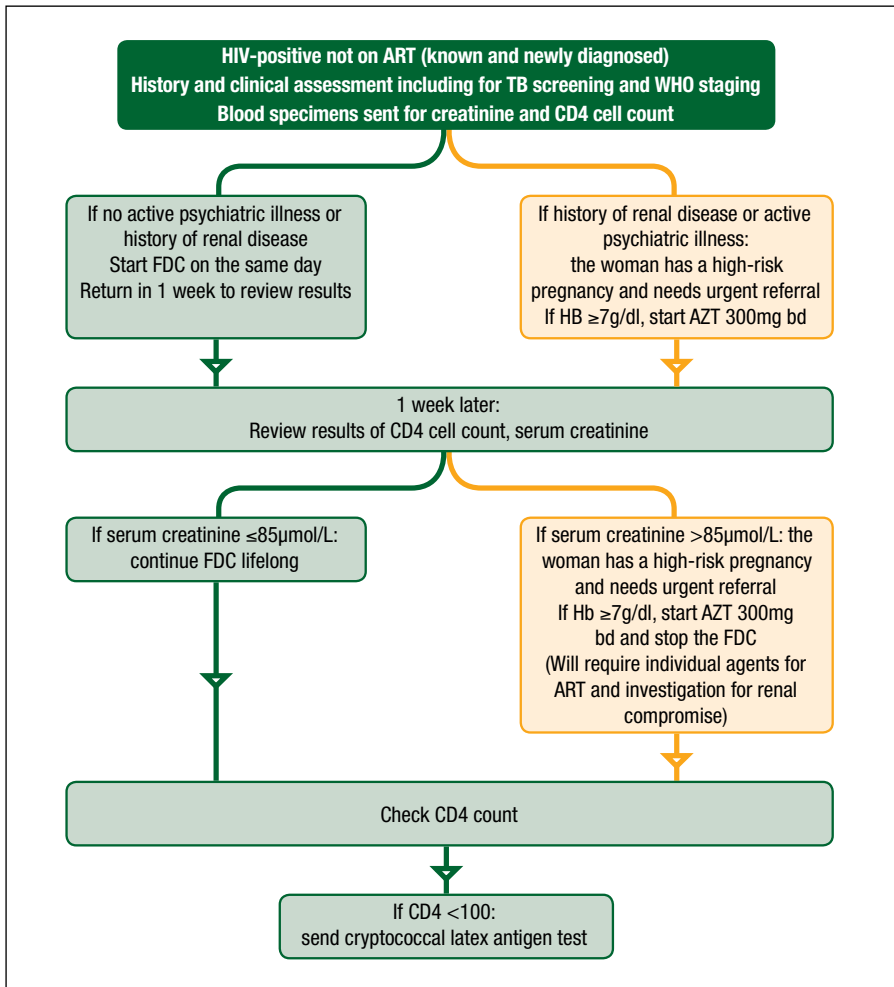 HIV-positive not on ART (known and newly diagnosed)
History and clinical assessment including for TB screening and WHO staging
Blood specimens sent for creatinine and CD4 cell count
If no active psychiatric illness or
history of renal disease
Start FDC on the same day
Return in 1 week to review results
If history of renal disease or active
psychiatric illness:
the woman has a high-risk
pregnancy and needs urgent referral
If HB ≥7g/dl, start AZT 300mg bd
1 week later:
Review results of CD4 cell count, serum creatinine
If serum creatinine ≤85μmol/L:
continue FDC lifelong
If serum creatinine >85μmol/L: the
woman has a high-risk pregnancy
and needs urgent referral
If Hb ≥7g/dl, start AZT 300mg
bd and stop the FDC
(Will require individual agents for
ART and investigation for renal
compromise)
Check CD4 count
If CD4 <100:
send cryptococcal latex antigen test